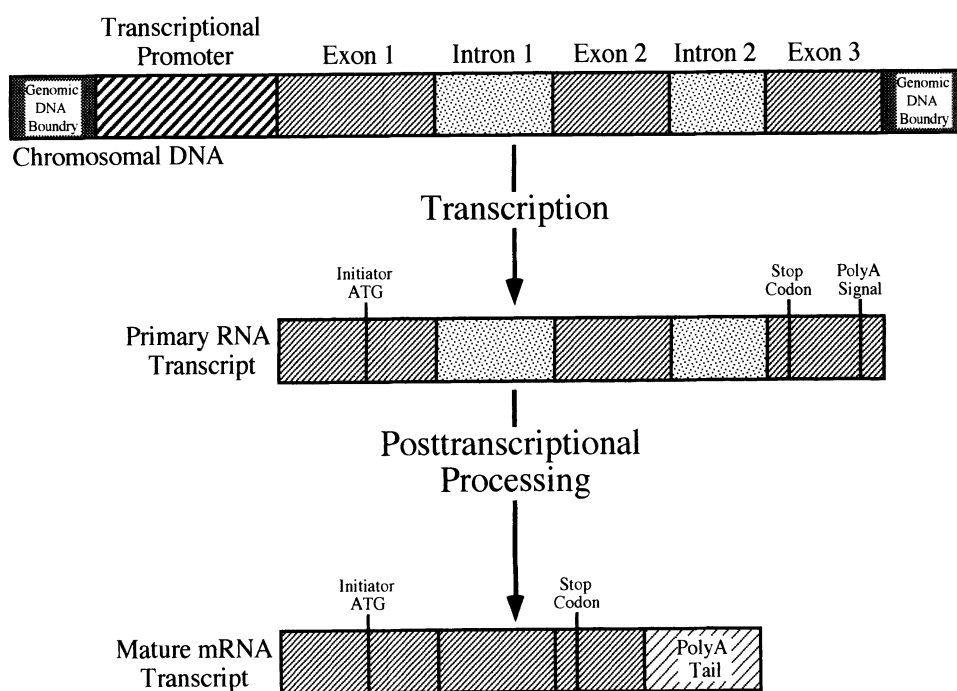 Transcriptional
Promoter
Exon 1
Intron 1
Exon 2
Intron 2
Exon 3
Genomic
DNA
Boundry
Genomic
DNA
Boundry
Chromosomal DNA
Transcription
Initiator
ATG
Stop
Codon
PolyA
Signal
Primary RNA
Transcript
Posttranscriptional
Processing
Initiator
ATG
Stop
Codon
Mature mRNA
Transcript
PolyA
Tail